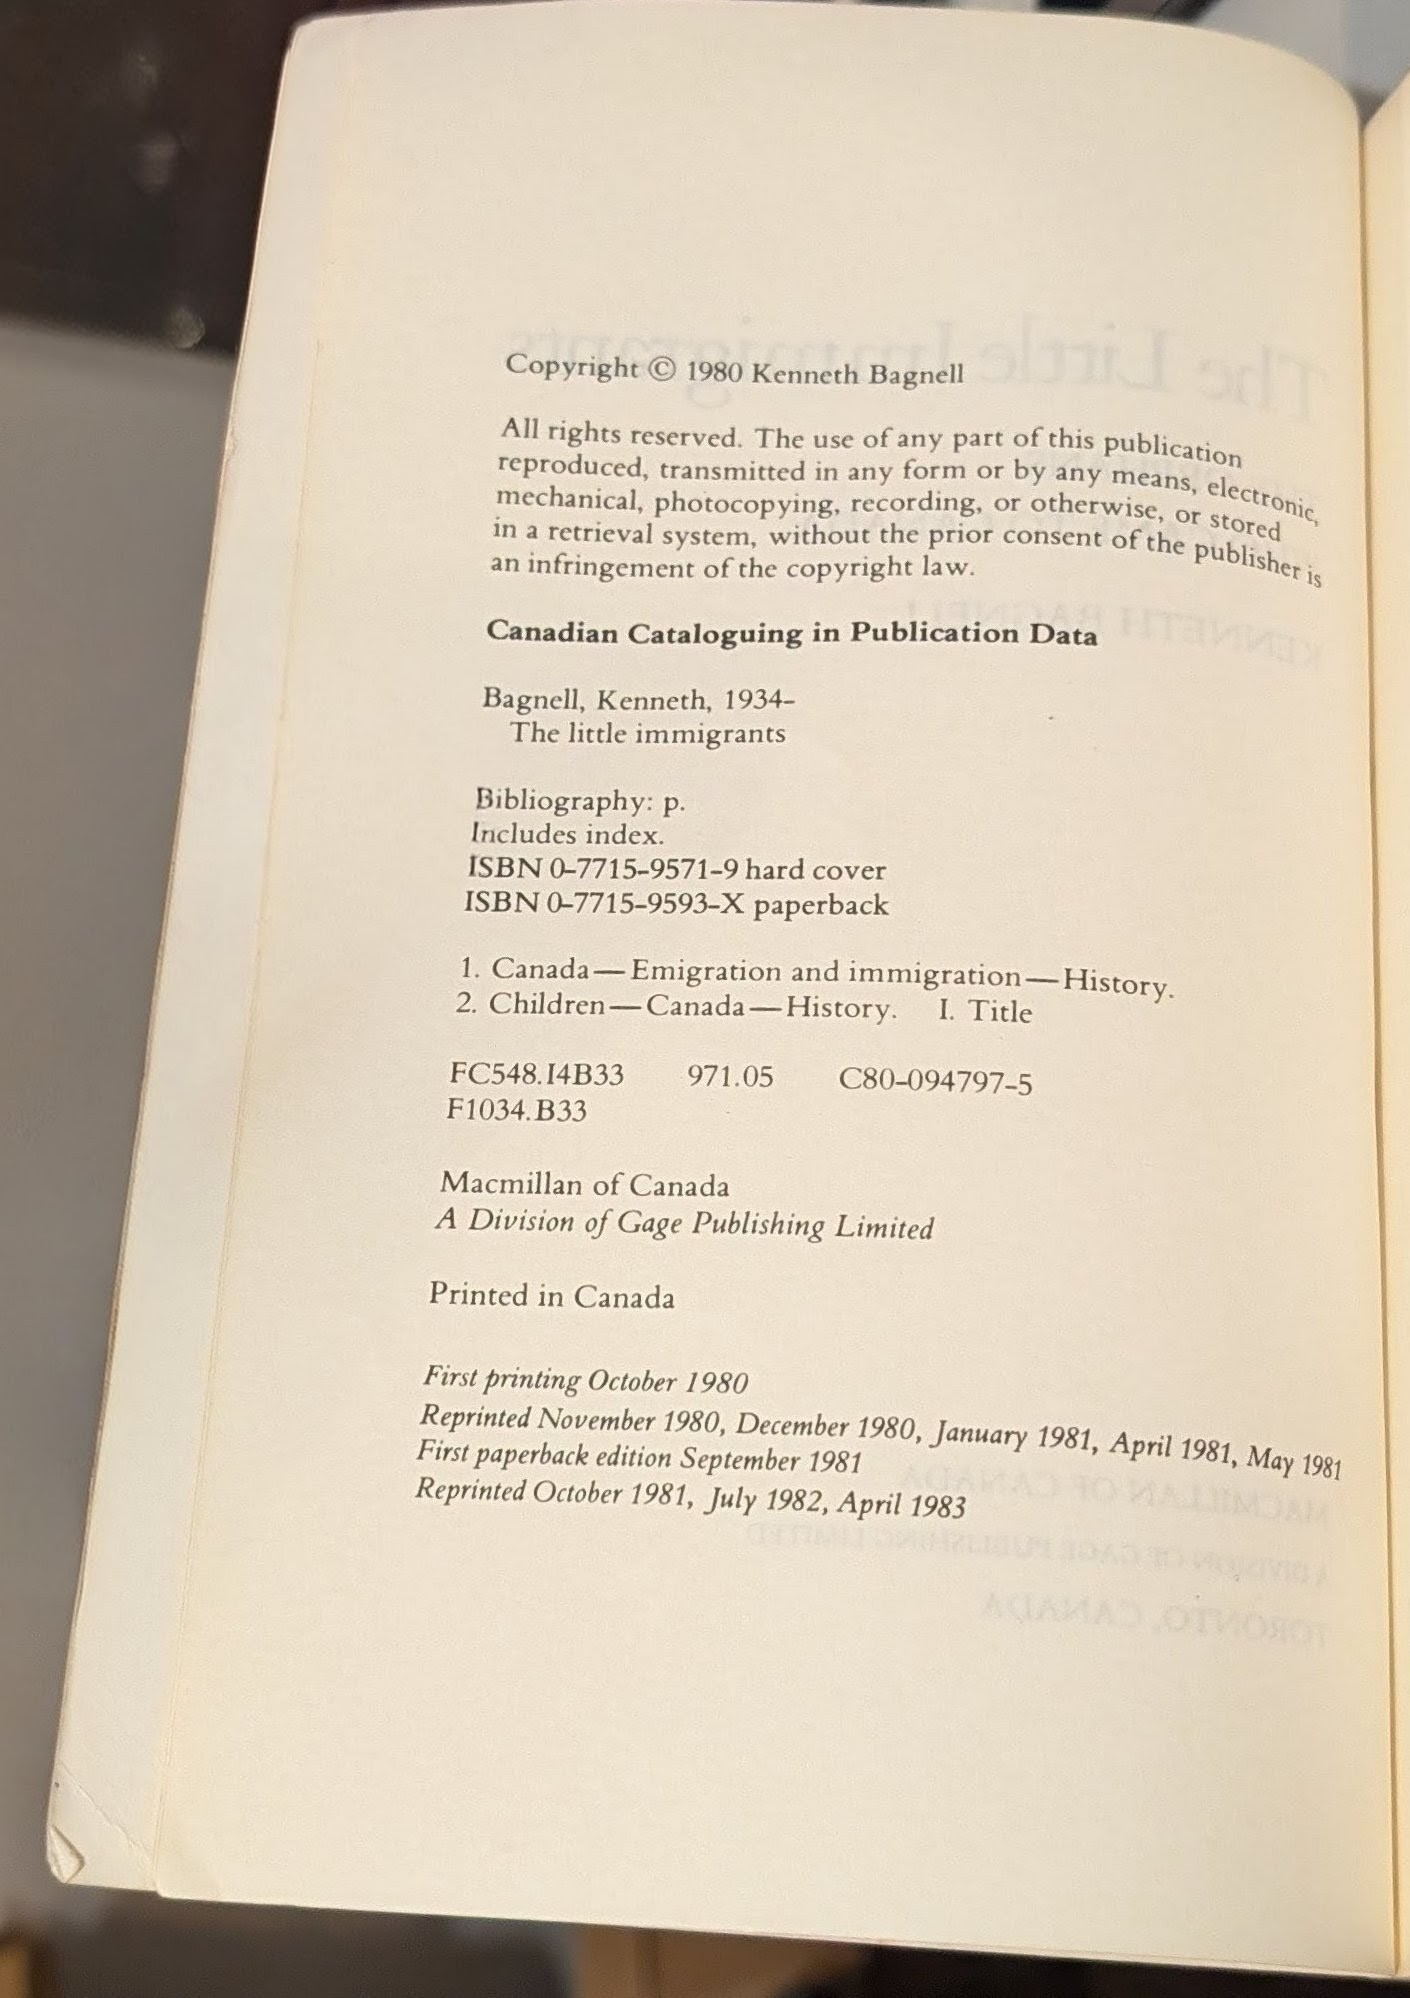 Copyright © 1980 Kenneth Bagnell
All rights reserved. The use of any part of this publication
reproduced, transmitted in any form or by any means, electronic,
mechanical, photocopying, recording, or otherwise, or stored
in a retrieval system, without the prior consent of the publisher is
an infringement of the copyright law.
Canadian Cataloguing in Publication Data
Bagnell, Kenneth, 1934–
The little immigrants
Bibliography: p.
Includes index.
ISBN 0–7715–9571–9 hard cover
ISBN 0–7715–9593–X paperback
1. Canada—Emigration and immigration—History.
2. Children—Canada—History. I. Title
FC548.I4B33 971.05 C80–094797–5
F1034.B33
Macmillan of Canada
A Division of Gage Publishing Limited
Printed in Canada
First printing October 1980
Reprinted November 1980, December 1980, January 1981, April 1981, May 1981
First paperback edition September 1981
Reprinted October 1981, July 1982, April 1983